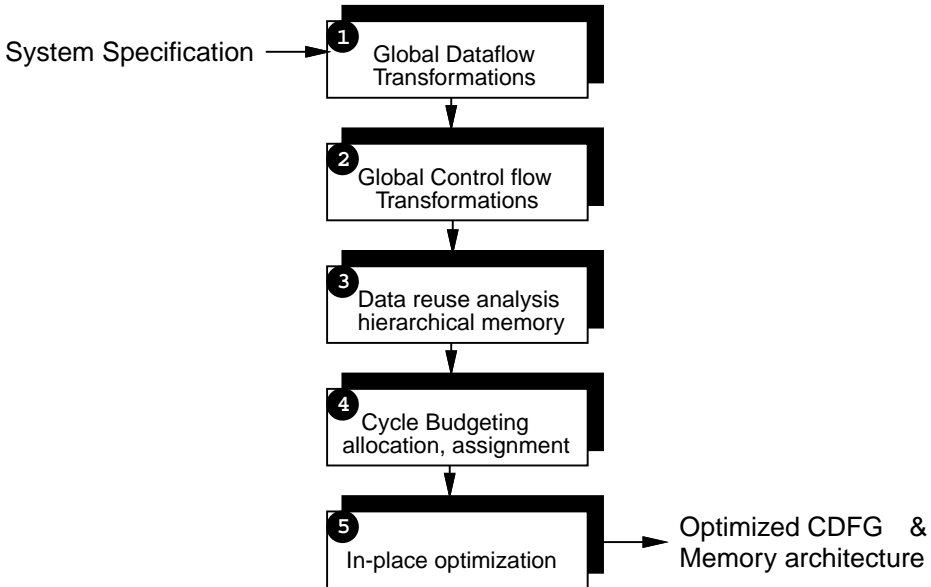 System Specification
1
Global Dataflow
Transformations
2
Global Control flow
Transformations
3
Data reuse analysis
hierarchical memory
4
Cycle Budgeting
allocation, assignment
5
In-place optimization
Optimized CDFG &
Memory architecture